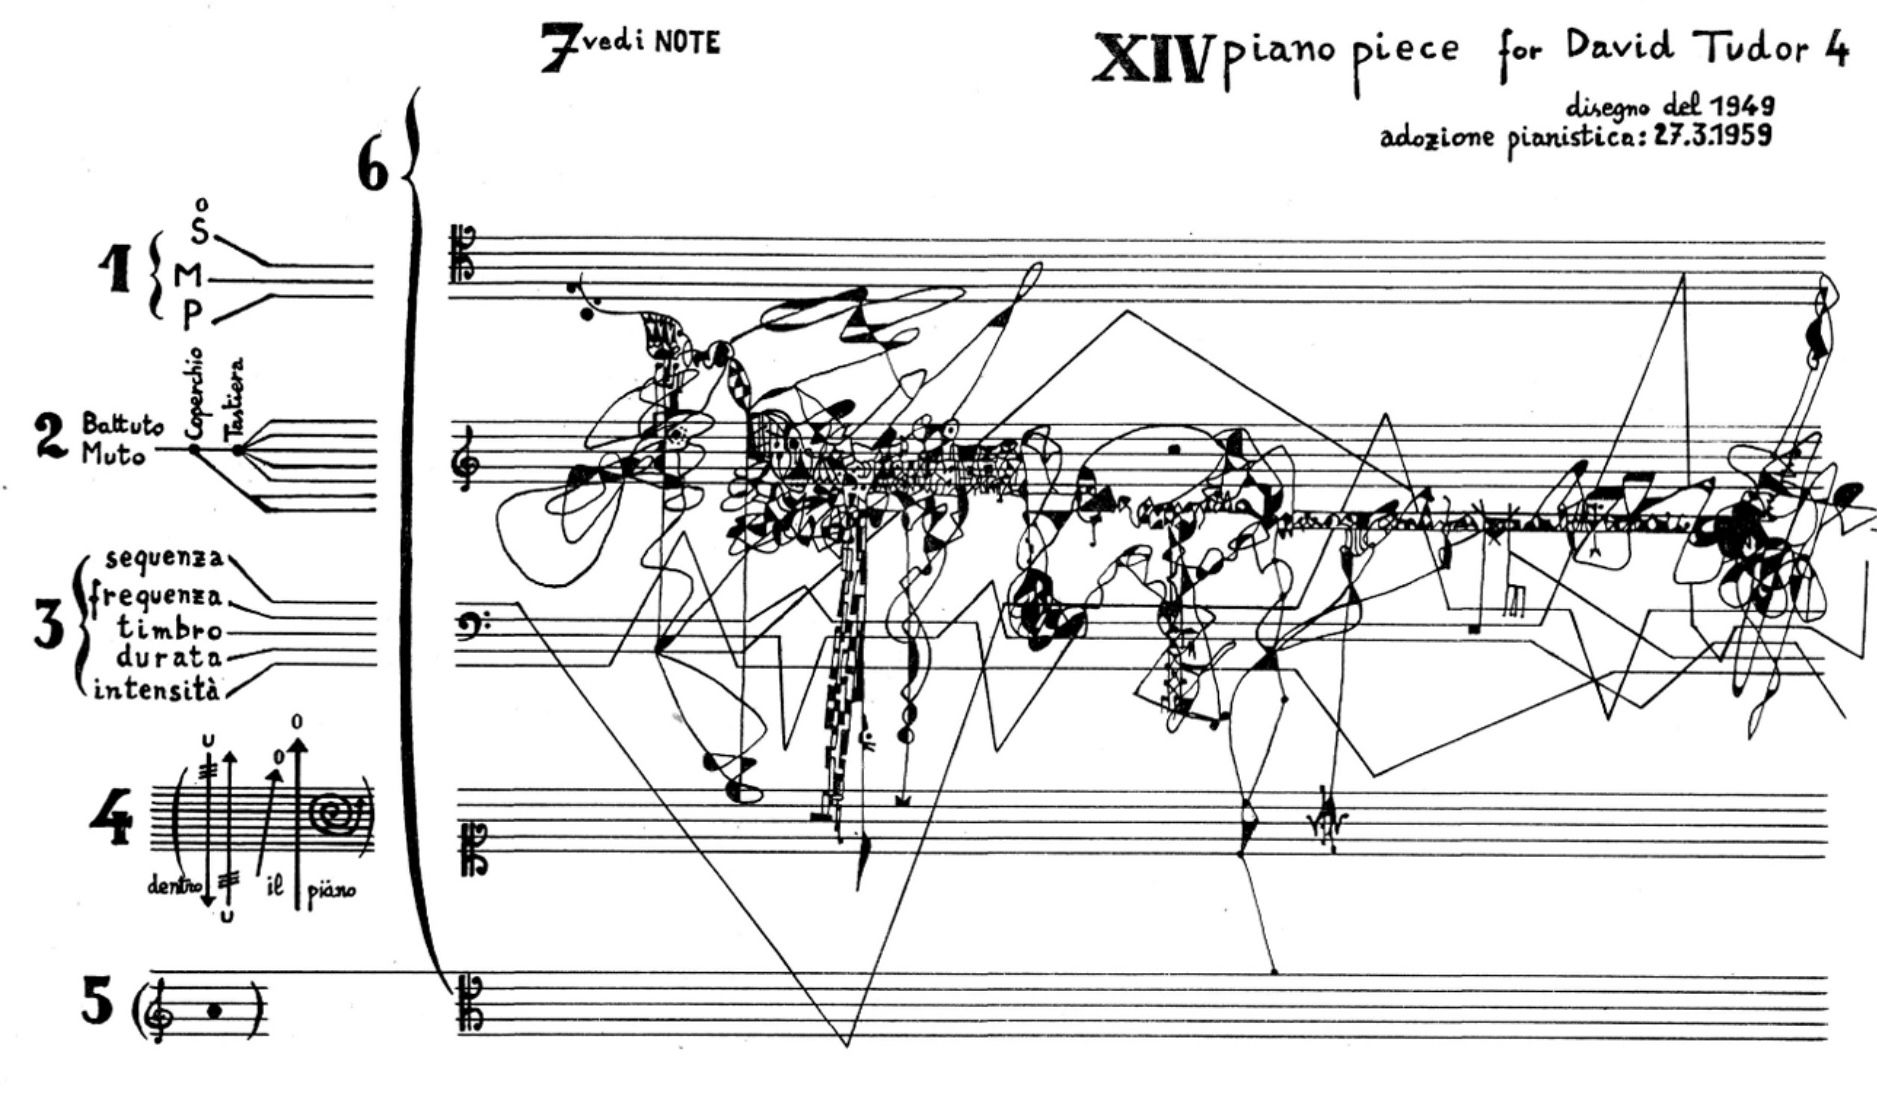 7 vedi NOTE
XIV piano piece for David Tudor 4
disegno del 1949
adozione pianistica: 27.3.1959
6
o
S
1
M
P
Coperchio
Tastiera
2 Battuto
Muto
sequenza
frequenza
3 timbro
durata
intensità
o
u
o
4
dentro il piäno
u
5